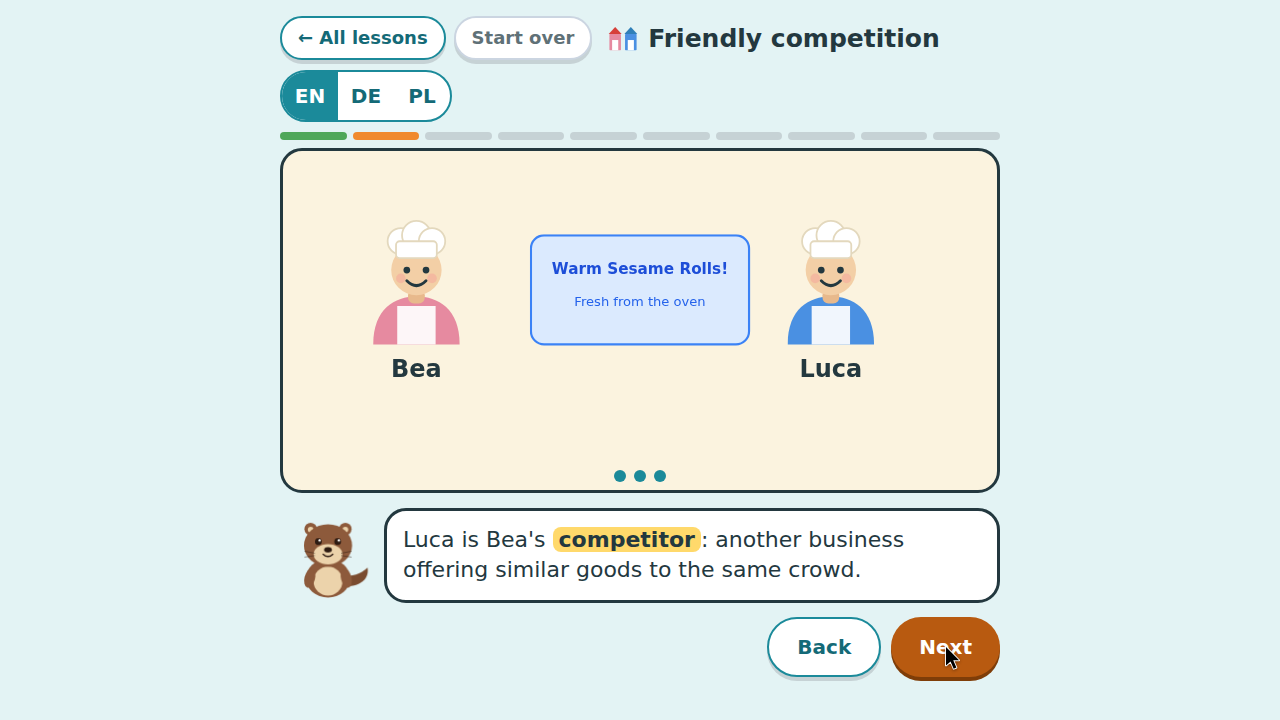 ← All lessons
Start over
Friendly competition
EN
DE
PL
Warm Sesame Rolls!
Fresh from the oven
Bea
Luca
Luca is Bea's competitor: another business
offering similar goods to the same crowd.
Back
Next